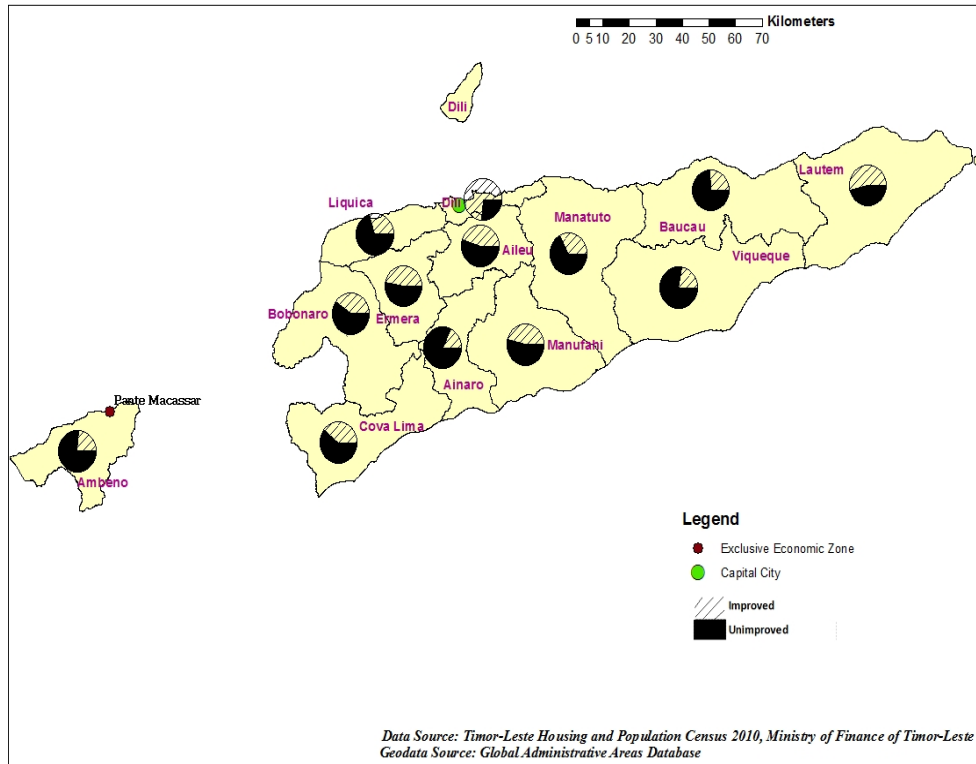 Kilometers
0 5 10 20 30 40 50 60 70
Dili
Lautem
Liquica
Dili
Manatuto
Baucau
Aileu
Viqueque
Bobonaro
Ermera
Manufahi
Ainaro
Pante Macassar
Cova Lima
Ambeno
Legend
Exclusive Economic Zone
Capital City
Improved
Unimproved
Data Source: Timor-Leste Housing and Population Census 2010, Ministry of Finance of Timor-Leste
Geodata Source: Global Administrative Areas Database